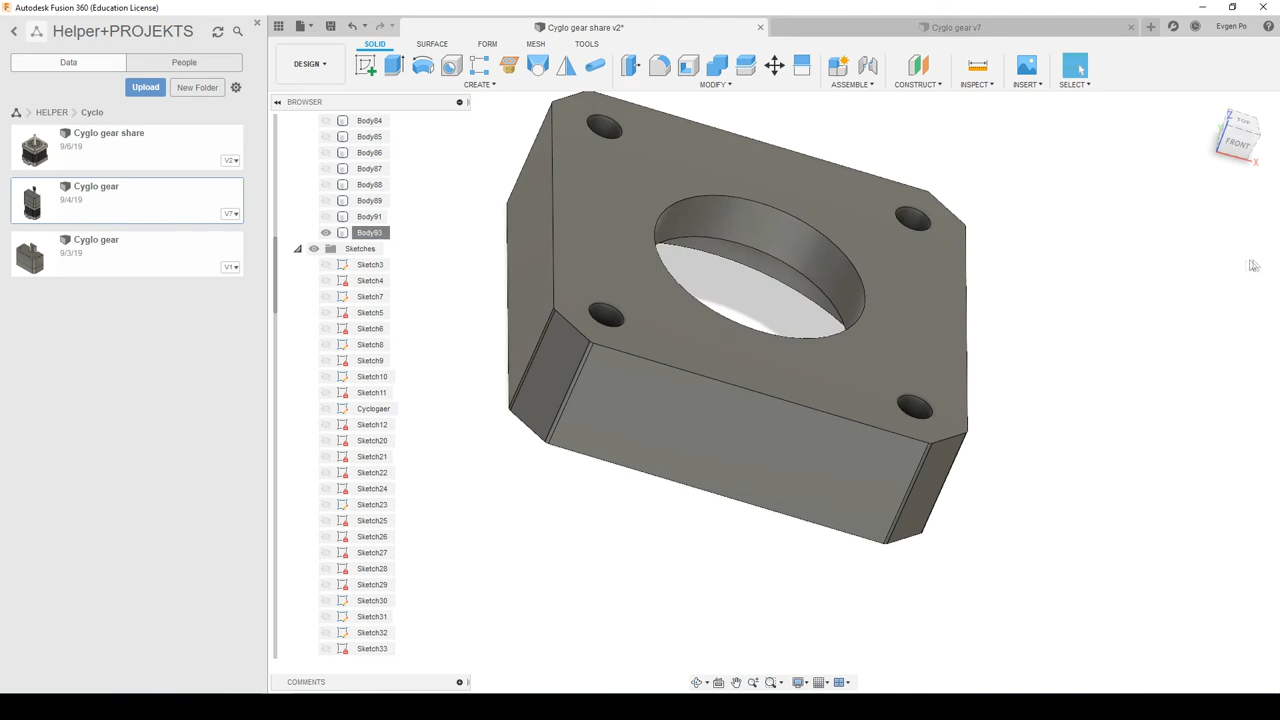 Autodesk Fusion 360 (Education License)
Helper+PROJEKTS
Data People
Upload New Folder
HELPER Cyclo
Cyglo gear share
9/6/19
V2
Cyglo gear
9/4/19
V7
Cyglo gear
9/3/19
V1
Cyglo gear share v2* Cyglo gear v7 Evgen Po
SOLID SURFACE FORM MESH TOOLS
DESIGN
CREATE MODIFY ASSEMBLE CONSTRUCT INSPECT INSERT SELECT
BROWSER
Body84
Body85
Body86
Body87
Body88
Body89
Body91
Body93
Sketches
Sketch3
Sketch4
Sketch7
Sketch5
Sketch6
Sketch8
Sketch9
Sketch10
Sketch11
Cyclogaer
Sketch12
Sketch20
Sketch21
Sketch22
Sketch24
Sketch23
Sketch25
Sketch26
Sketch27
Sketch28
Sketch29
Sketch30
Sketch31
Sketch32
Sketch33
COMMENTS
Z
TOP
FRONT
X